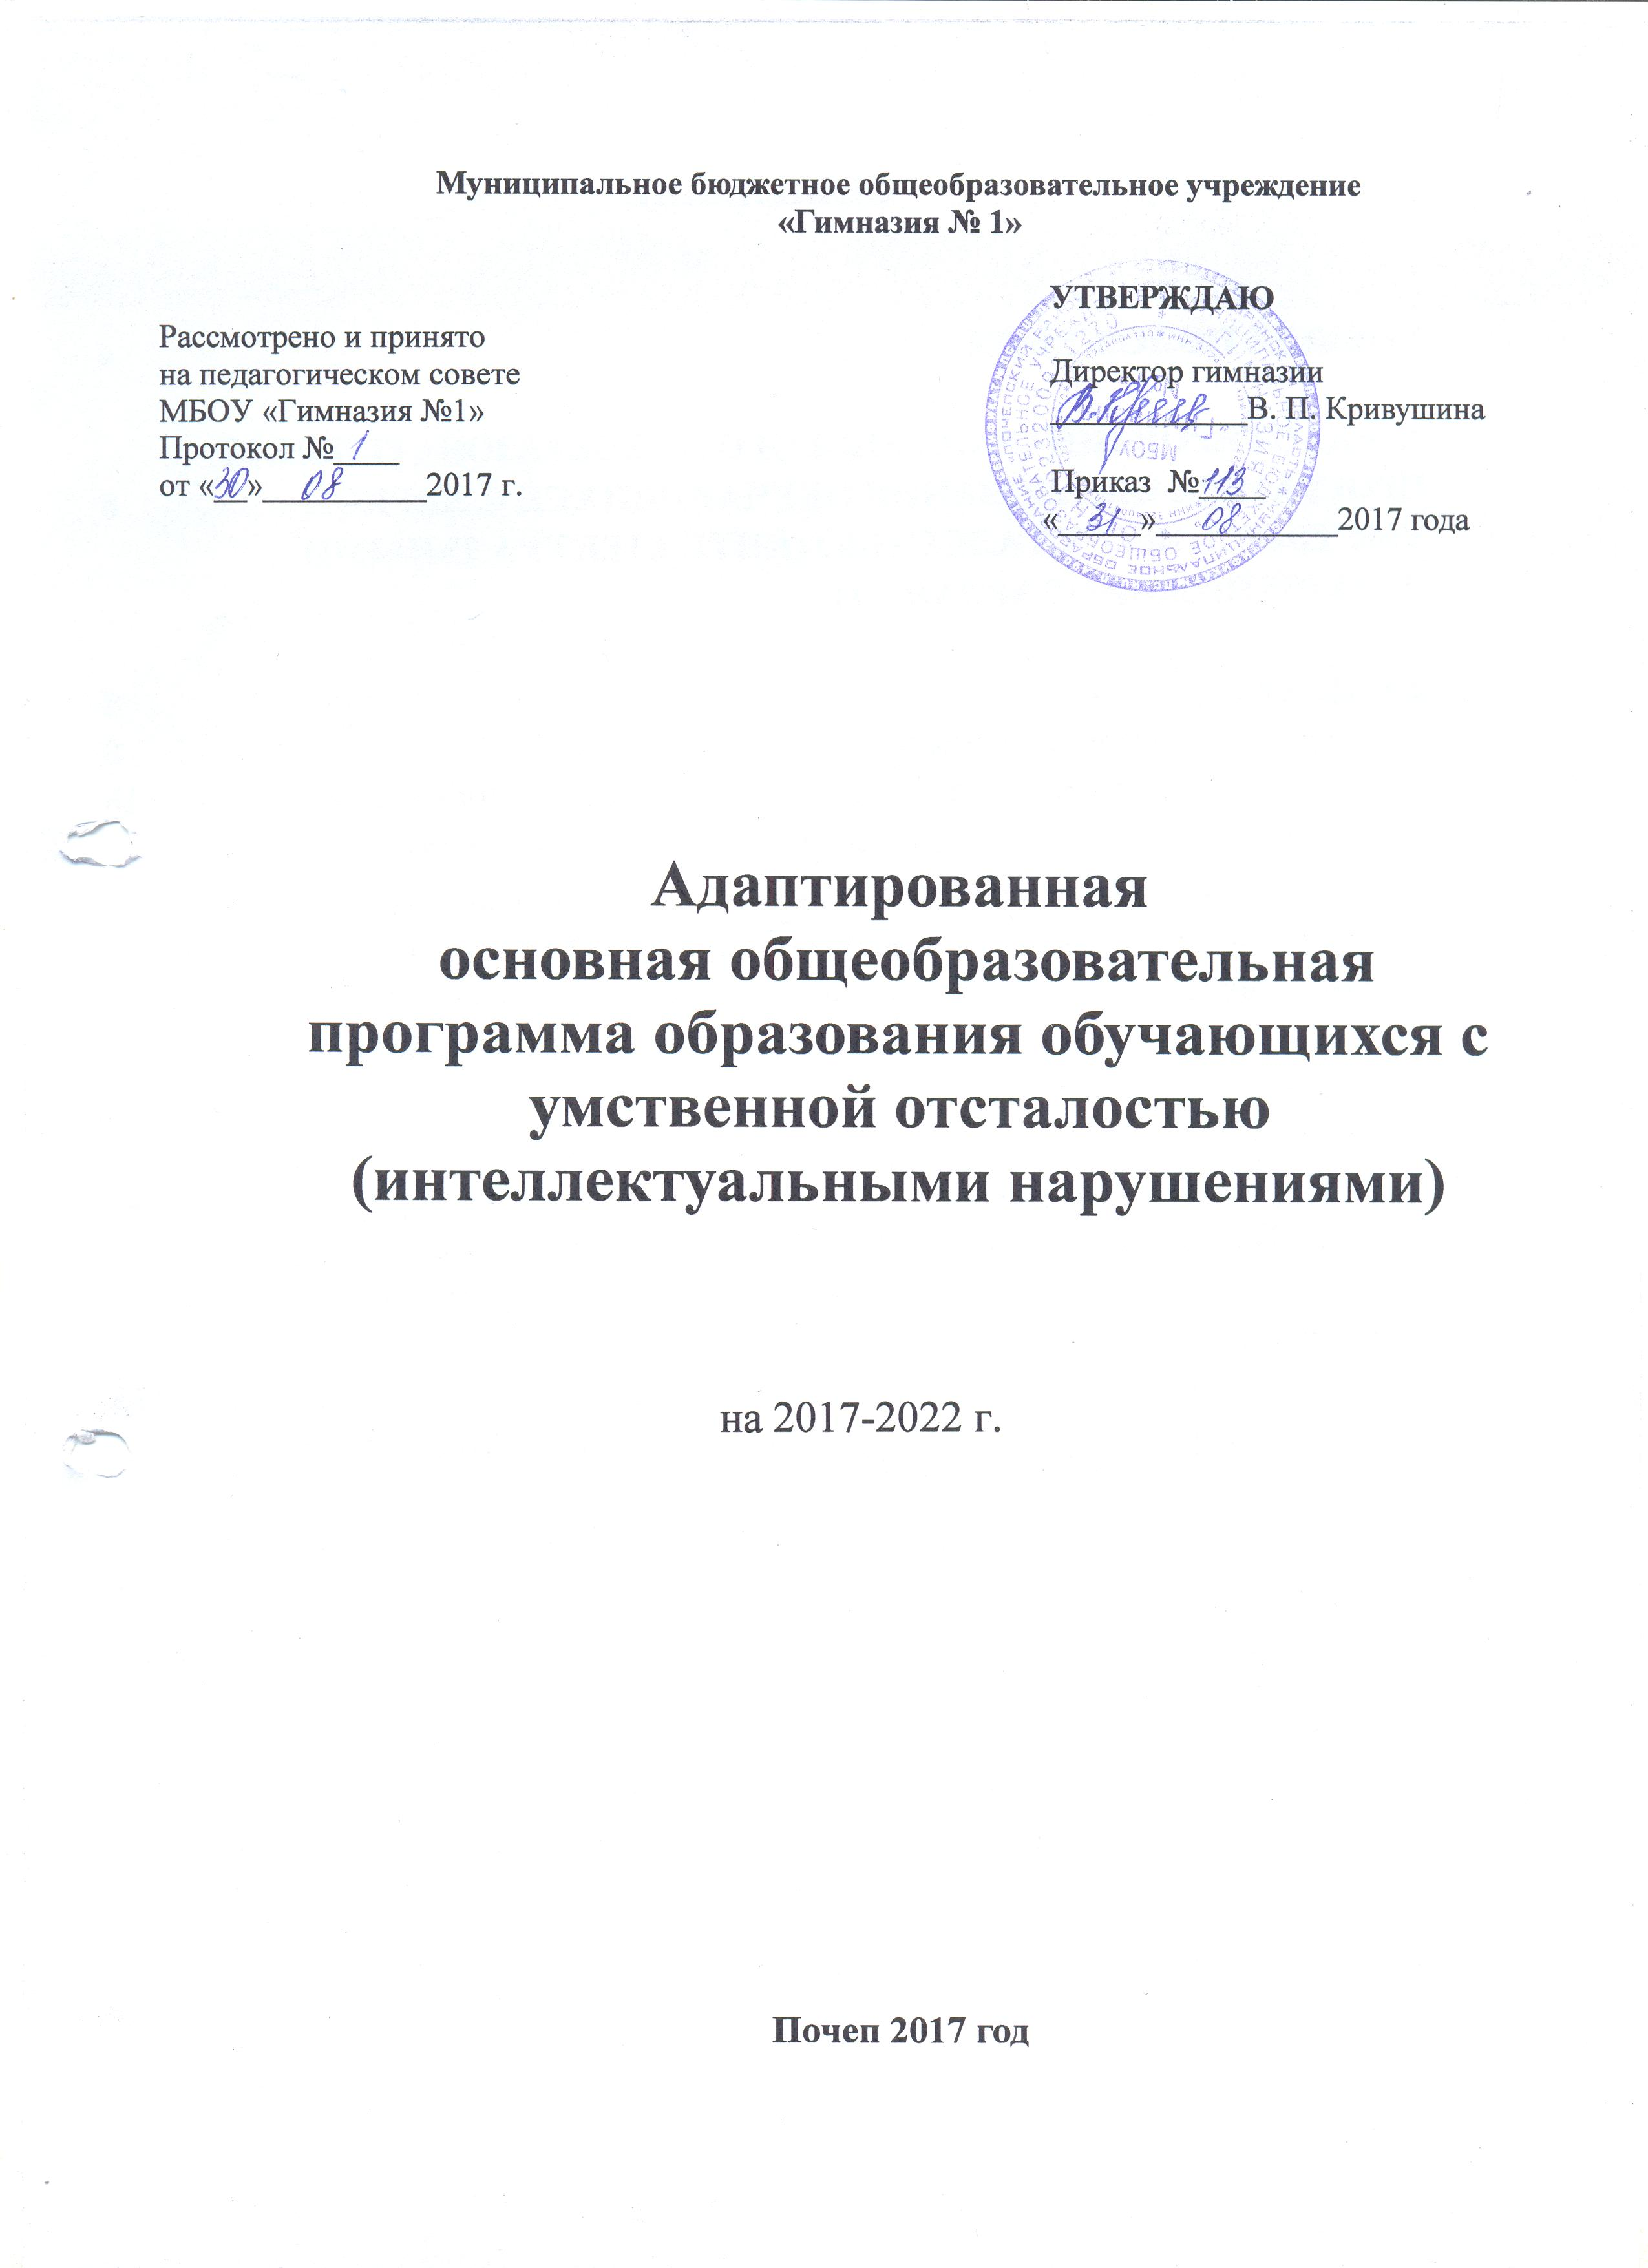 Муниципальное бюджетное общеобразовательное учреждение
«Гимназия № 1»
Рассмотрено и принято
на педагогическом совете
МБОУ «Гимназия №1»
Протокол № 1
от «30» 08 2017 г.
УТВЕРЖДАЮ
Директор гимназии
В. П. Кривушина
Приказ №113
«31» 08 2017 года
Адаптированная
основная общеобразовательная
программа образования обучающихся с
умственной отсталостью
(интеллектуальными нарушениями)
на 2017-2022 г.
Почеп 2017 год